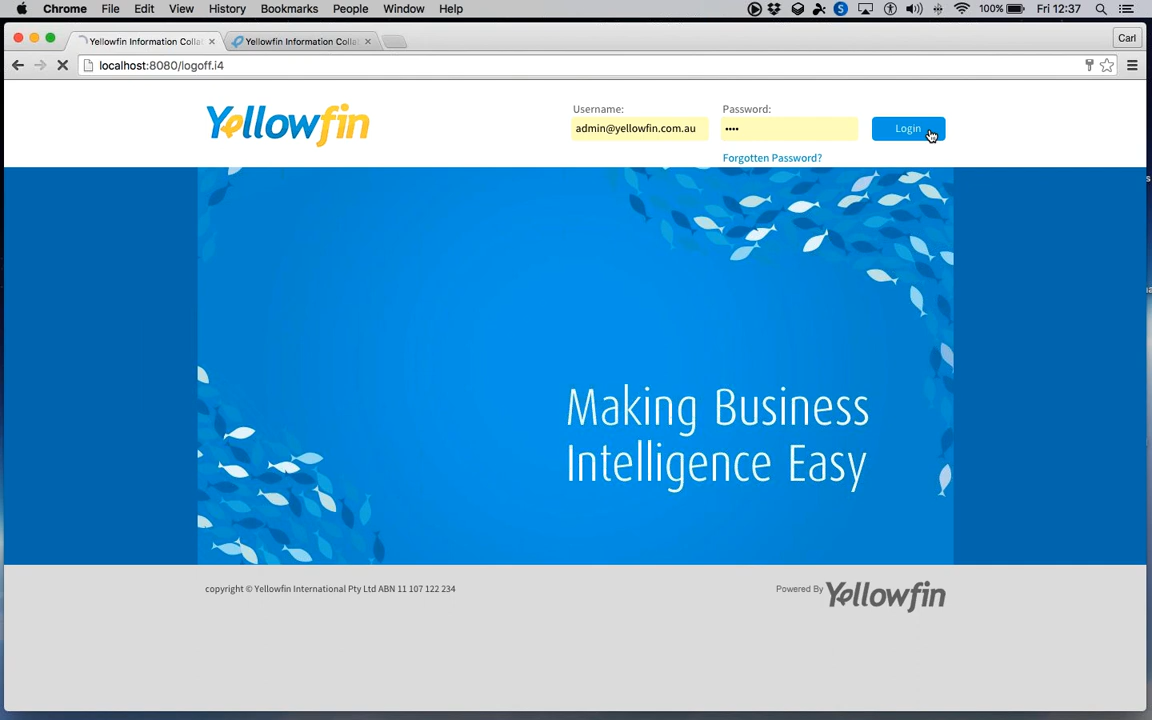 Chrome File Edit View History Bookmarks People Window Help 100% Fri 12:37
Yellowfin Information Colla Yellowfin Information Colla Carl
localhost:8080/logoff.i4
Yellowfin
Username: Password:
admin@yellowfin.com.au •••• Login
Forgotten Password?
Making Business
Intelligence Easy
copyright © Yellowfin International Pty Ltd ABN 11 107 122 234
Powered By Yellowfin